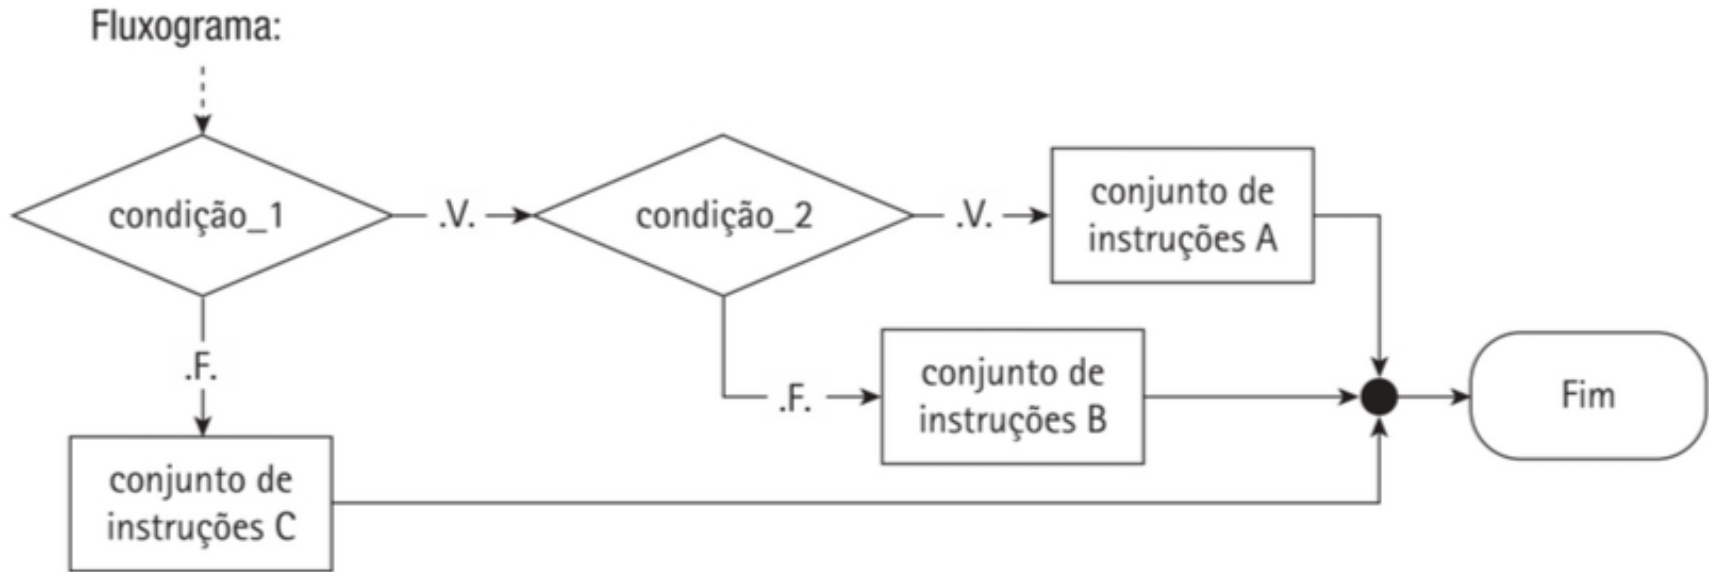 Fluxograma:
condição_1
.V.
condição_2
.V.
conjunto de
instruções A
.F.
conjunto de
instruções C
.F.
conjunto de
instruções B
Fim